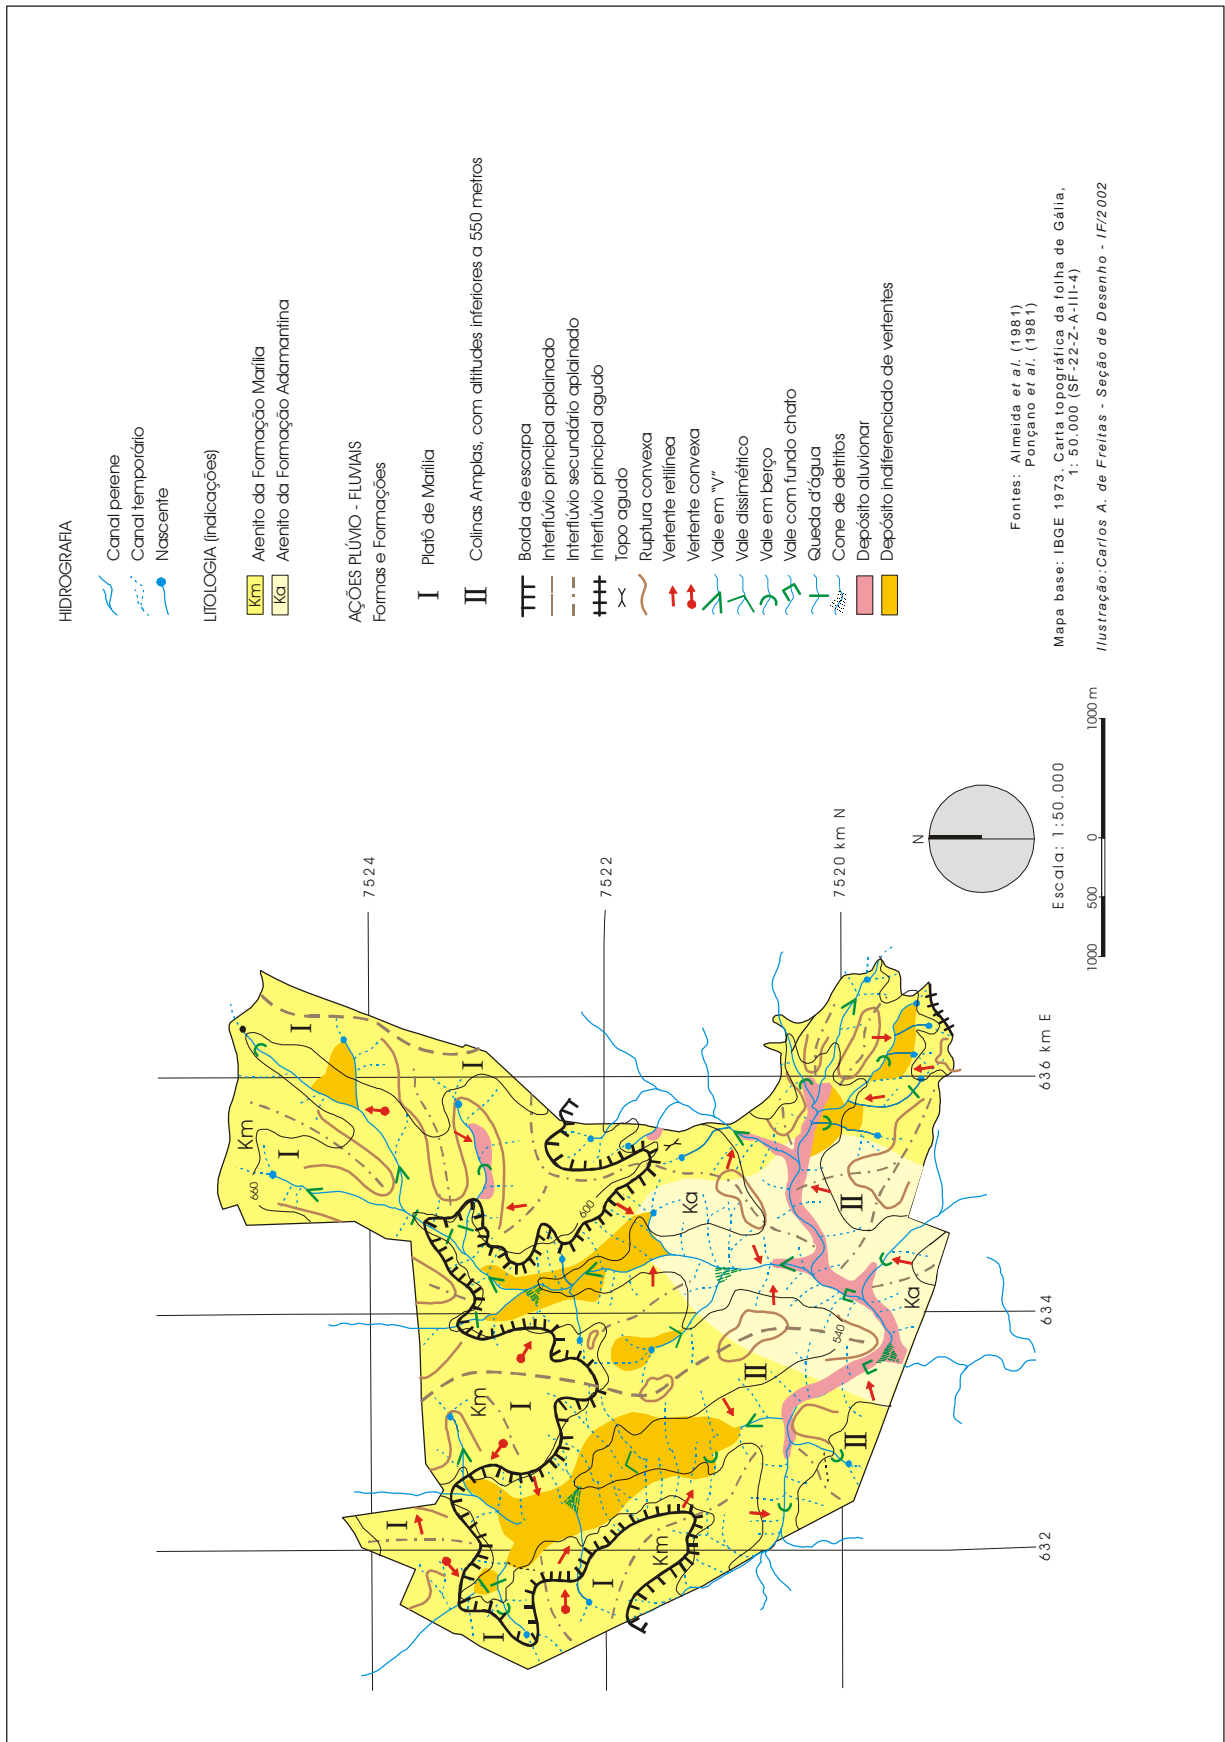 HIDROGRAFIA
Canal perene
Canal temporário
Nascente
LITOLOGIA (indicações)
Km Arenito da Formação Marília
Ka Arenito da Formação Adamantina
AÇÕES PLÚVIO - FLUVIAIS
Formas e Formações
I Platô de Marília
II Colinas Amplas, com altitudes inferiores a 550 metros
Borda de escarpa
Interflúvio principal aplainado
Interflúvio secundário aplainado
Interflúvio principal agudo
Topo agudo
Ruptura convexa
Vertente retilínea
Vertente convexa
Vale em "V"
Vale dissimétrico
Vale em berço
Vale com fundo chato
Queda d'água
Cone de detritos
Depósito aluvionar
Depósito indiferenciado de vertentes
Fontes: Almeida et al. (1981)
Ponçano et al. (1981)
Mapa base: IBGE 1973. Carta topográfica da folha de Gália,
1: 50.000 (SF-22-Z-A-III-4)
Ilustração:Carlos A. de Freitas - Seção de Desenho - IF/2002
7524
7522
7520 km N
N
Escala: 1:50.000
1000 500 0 1000 m
632
634
636 km E
Km
I
660
I
I
600
Ka
II
Ka
540
II
II
Km
I
I
Km
I
I